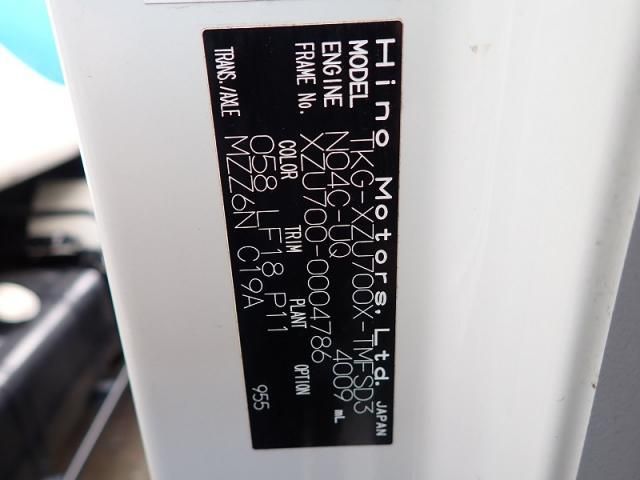 Hino Motors, Ltd. JAPAN
MODEL TKG-XZU700X-TMFSD3
ENGINE N04C-UQ 4009 mL
FRAME No. XZU700-0004786
COLOR TRIM PLANT OPTION
058 LF18 P11
TRANS./AXLE MZZ6N C19A 955